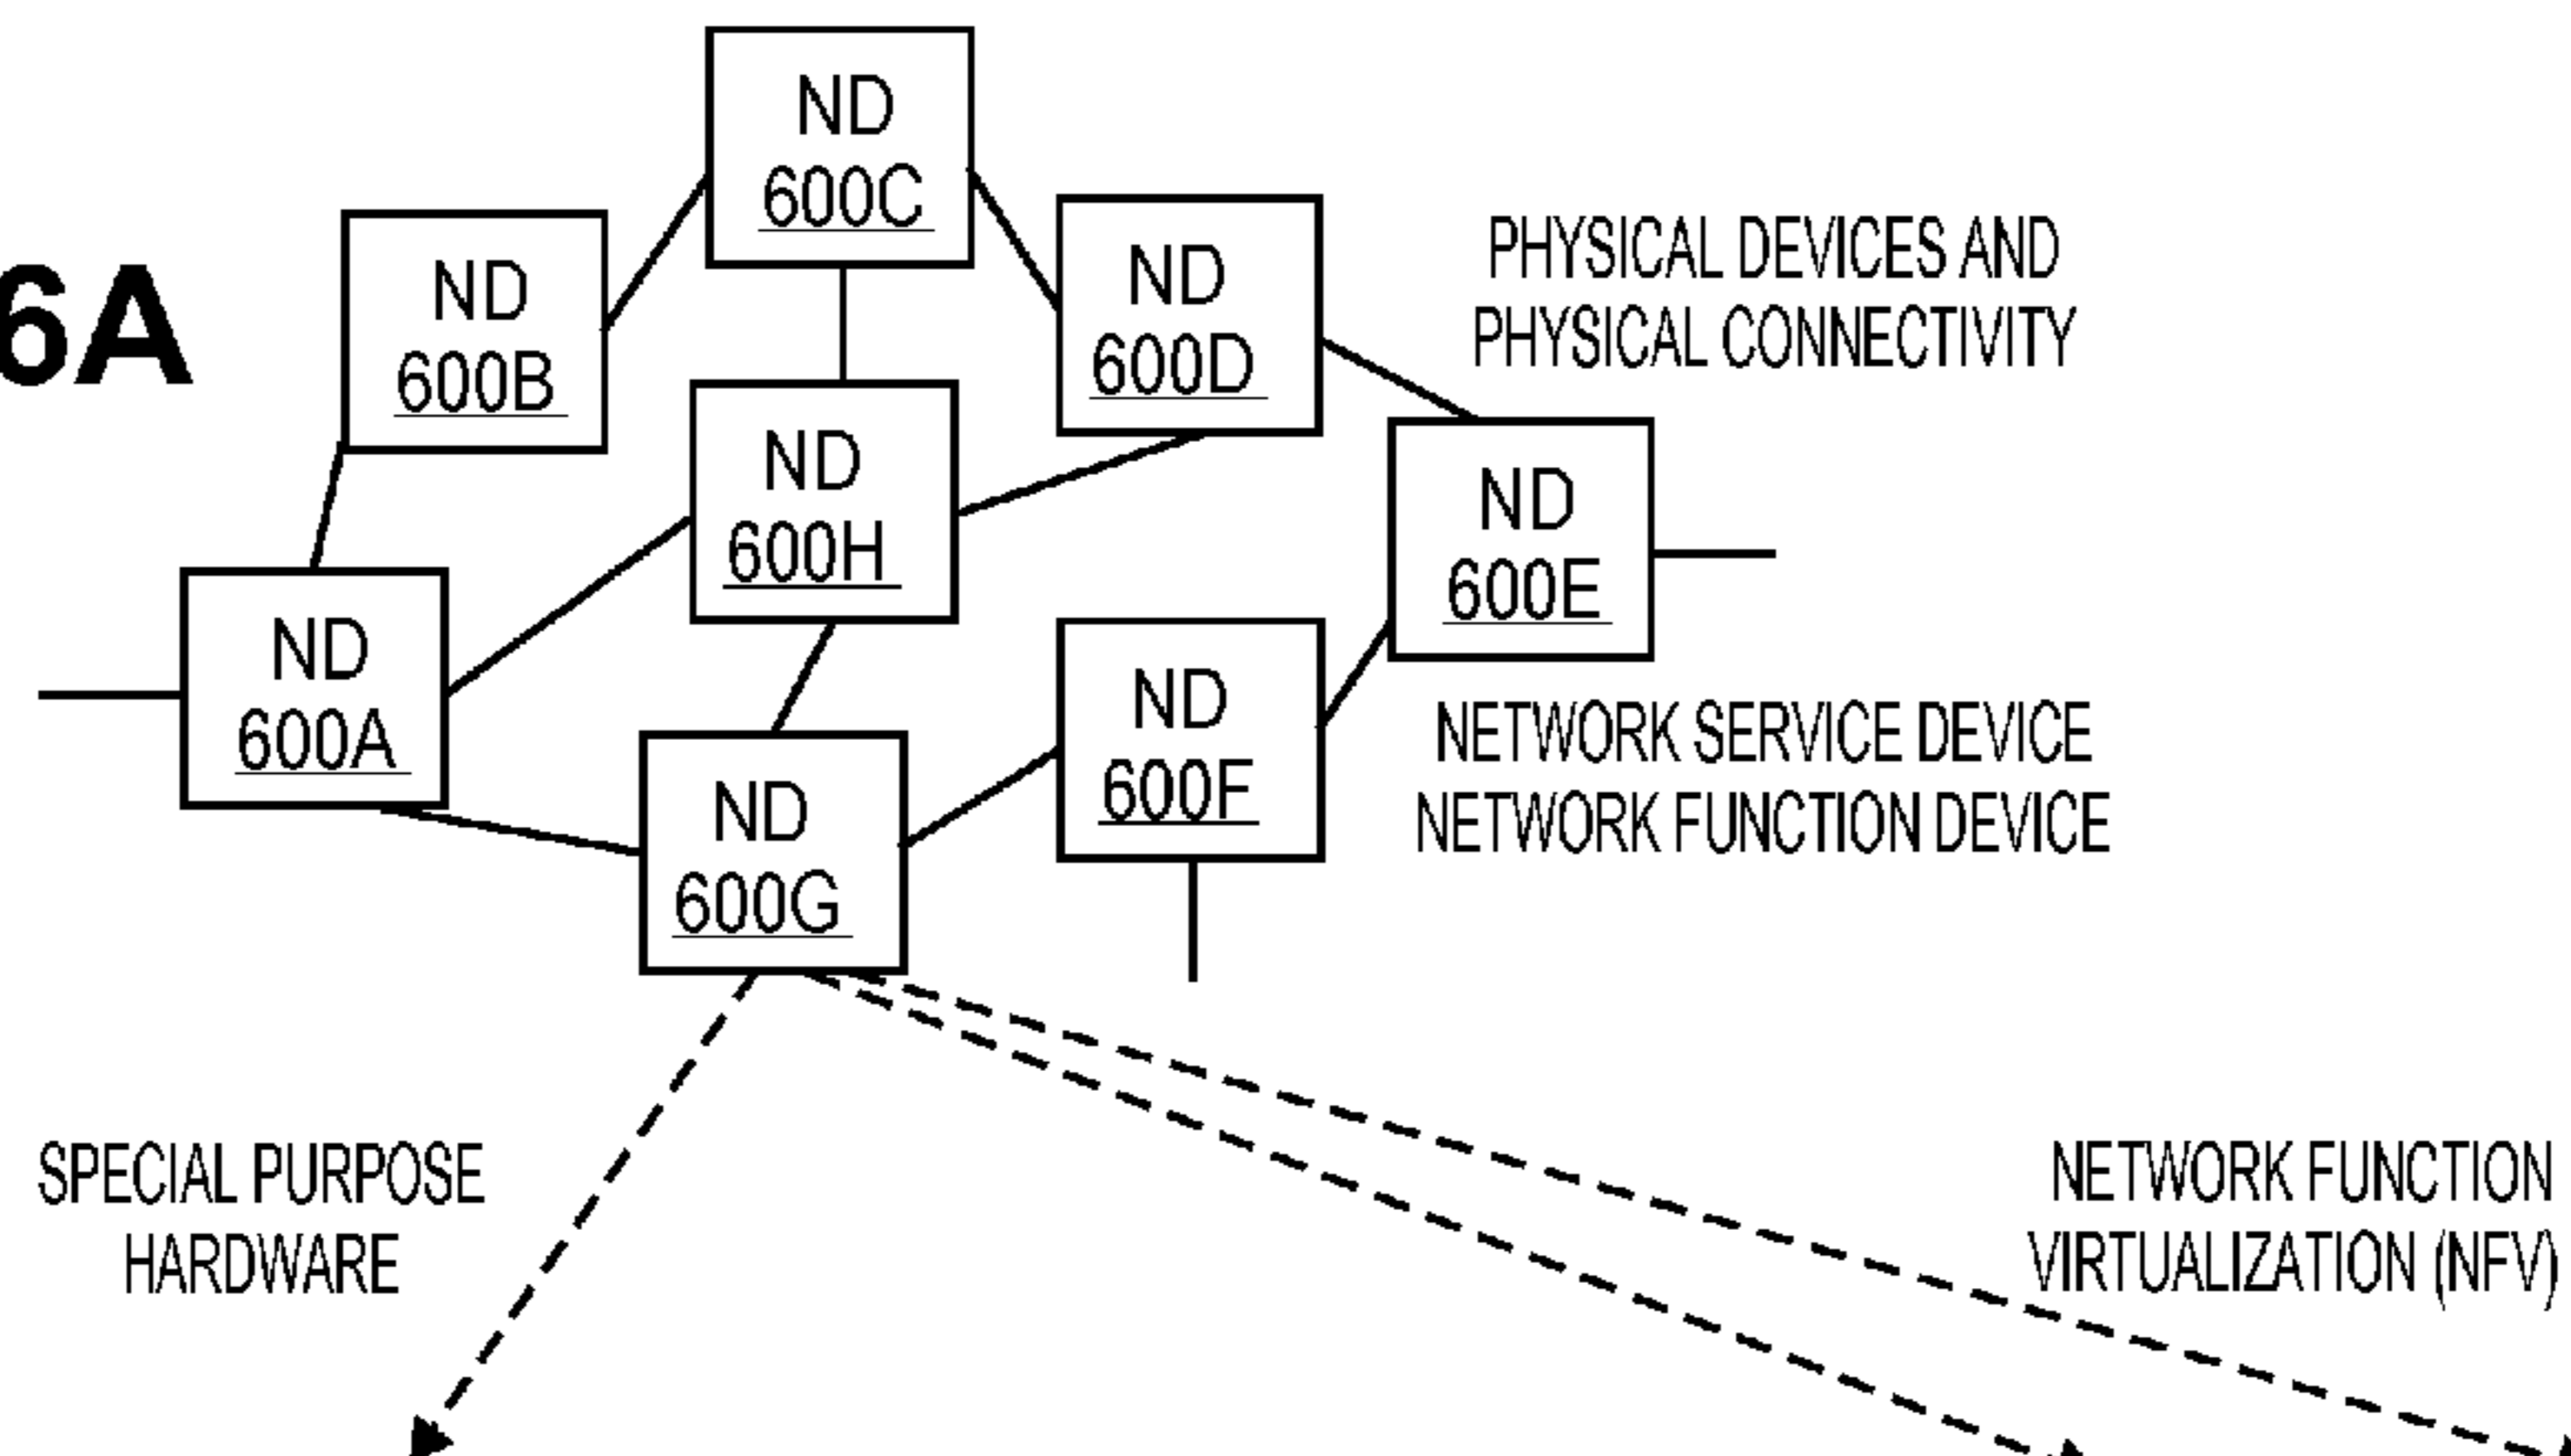 6A
ND
600C
ND
600B
ND
600D
PHYSICAL DEVICES AND
PHYSICAL CONNECTIVITY
ND
600H
ND
600E
ND
600A
ND
600F
NETWORK SERVICE DEVICE
NETWORK FUNCTION DEVICE
ND
600G
SPECIAL PURPOSE
HARDWARE
NETWORK FUNCTION
VIRTUALIZATION (NFV)